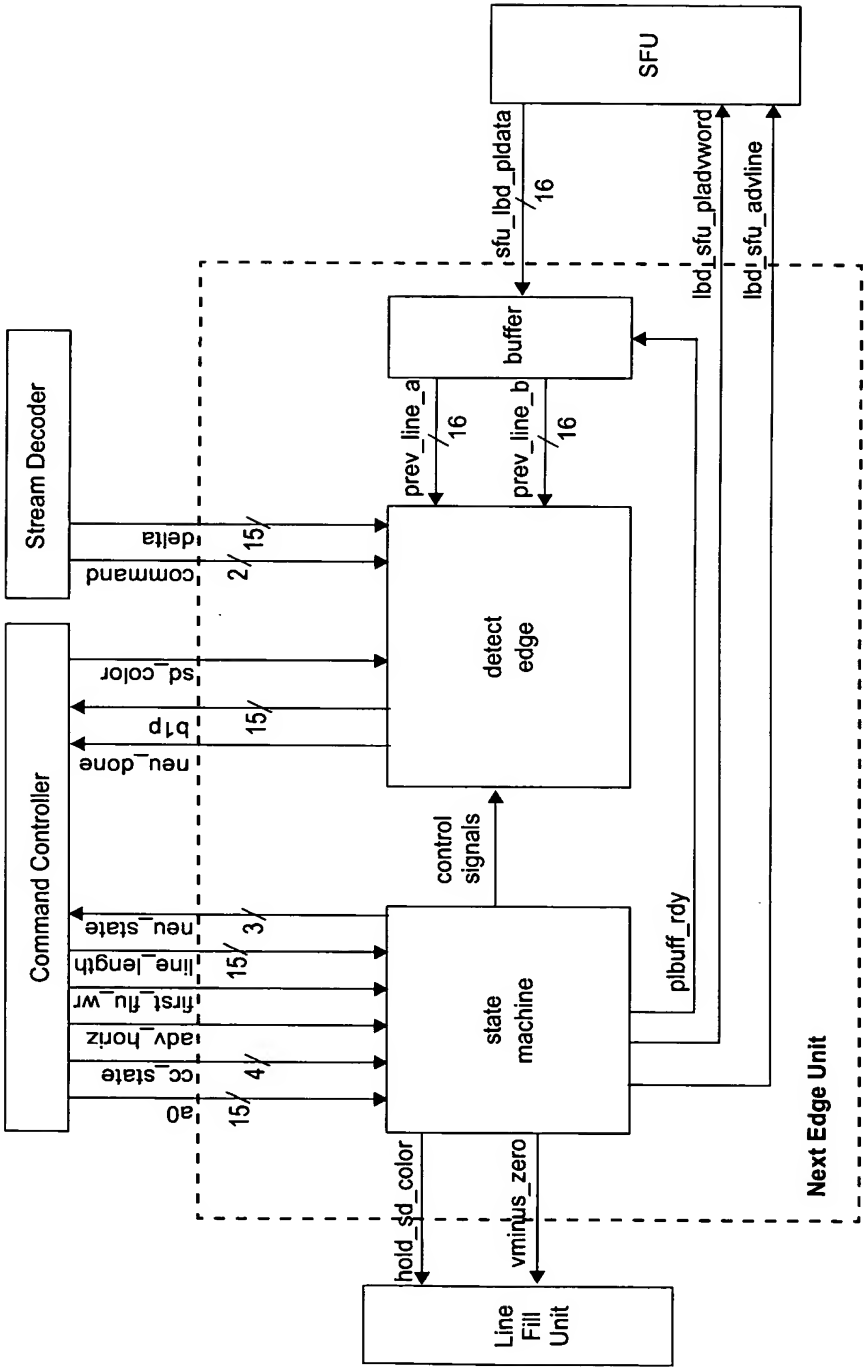 Command Controller
Stream Decoder
a0
15
cc_state
4
adv_horiz
first_flu_wr
line_length
15
neu_state
3
neu_done
b1p
15
sd_color
command
2
delta
15
hold_sd_color
vminus_zero
Line
Fill
Unit
state
machine
control
signals
detect
edge
prev_line_a
16
prev_line_b
16
buffer
sfu_lbd_pldata
16
SFU
plbuff_rdy
lbd_sfu_pladvword
lbd_sfu_advline
Next Edge Unit